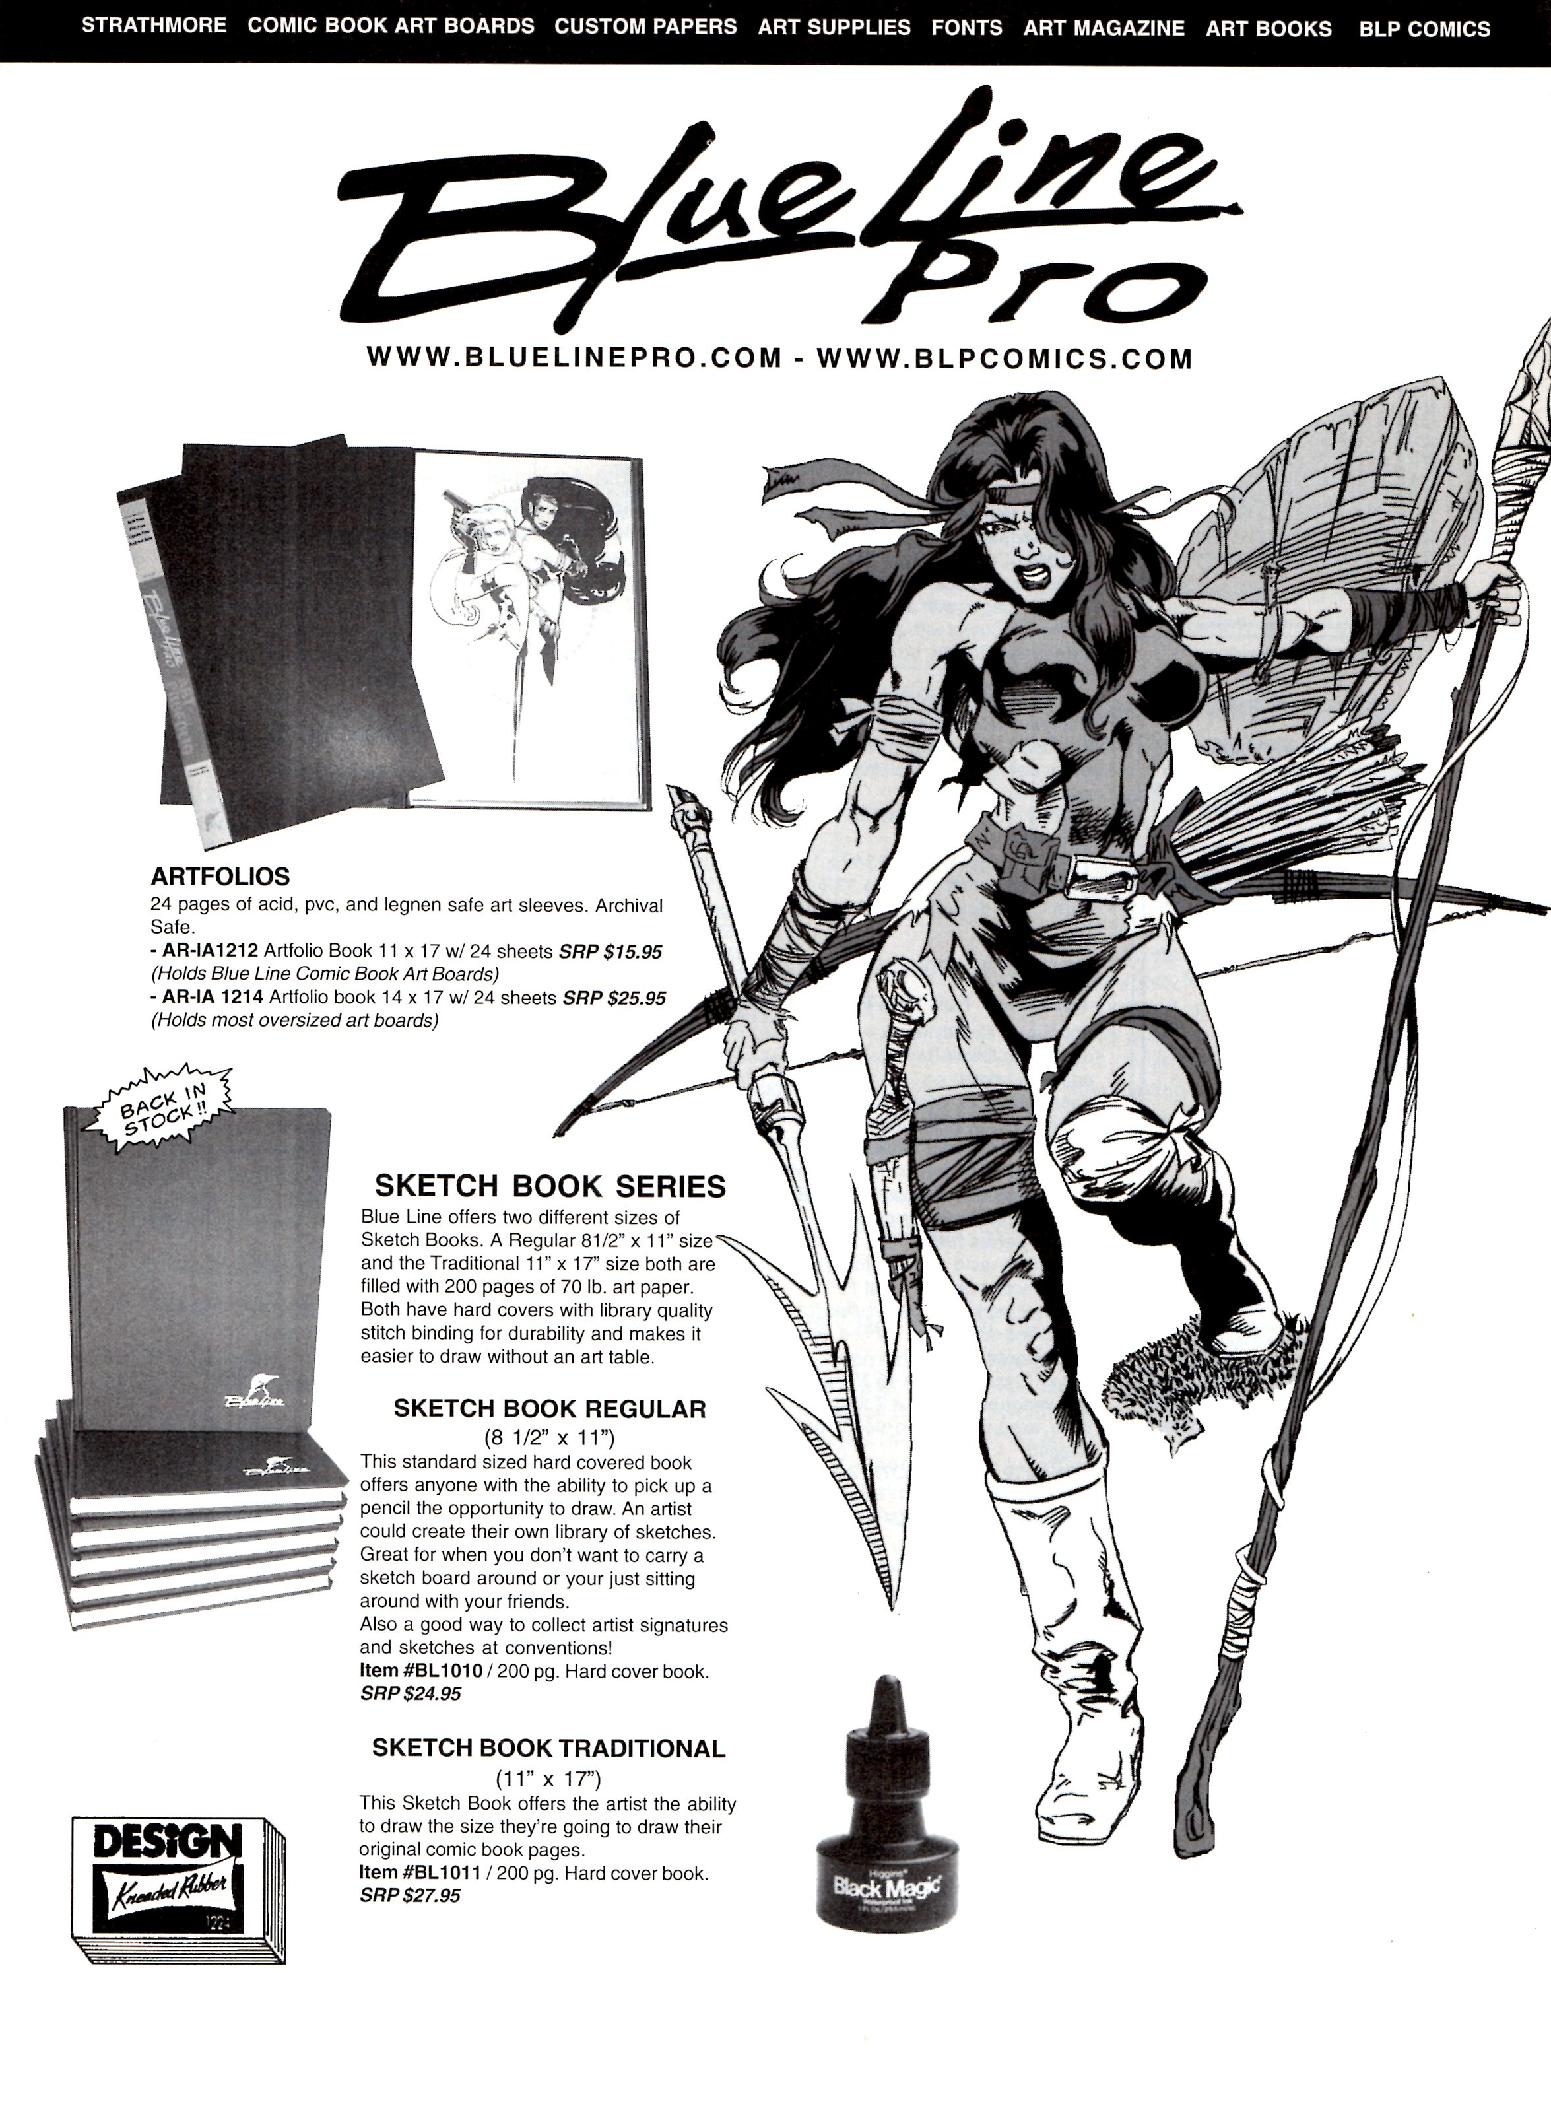 STRATHMORE COMIC BOOK ART BOARDS CUSTOM PAPERS ART SUPPLIES FONTS ART MAGAZINE ART BOOKS BLP COMICS
Blue Line
Pro
WWW.BLUELINEPRO.COM - WWW.BLPCOMICS.COM
Blue Line
PRO
ARTFOLIOS
24 pages of acid, pvc, and legnen safe art sleeves. Archival
Safe.
- AR-IA1212 Artfolio Book 11 x 17 w/ 24 sheets SRP $15.95
(Holds Blue Line Comic Book Art Boards)
- AR-IA 1214 Artfolio book 14 x 17 w/ 24 sheets SRP $25.95
(Holds most oversized art boards)
BACK IN
STOCK!!
Blue Line
Blue Line
SKETCH BOOK SERIES
Blue Line offers two different sizes of
Sketch Books. A Regular 81/2" x 11" size
and the Traditional 11" x 17" size both are
filled with 200 pages of 70 lb. art paper.
Both have hard covers with library quality
stitch binding for durability and makes it
easier to draw without an art table.
SKETCH BOOK REGULAR
(8 1/2" x 11")
This standard sized hard covered book
offers anyone with the ability to pick up a
pencil the opportunity to draw. An artist
could create their own library of sketches.
Great for when you don't want to carry a
sketch board around or your just sitting
around with your friends.
Also a good way to collect artist signatures
and sketches at conventions!
Item #BL1010 / 200 pg. Hard cover book.
SRP $24.95
SKETCH BOOK TRADITIONAL
(11" x 17")
This Sketch Book offers the artist the ability
to draw the size they're going to draw their
original comic book pages.
Item #BL1011 / 200 pg. Hard cover book.
SRP $27.95
DESIGN
Kneaded Rubber
1224
Higgins®
Black Magic®
Waterproof Ink